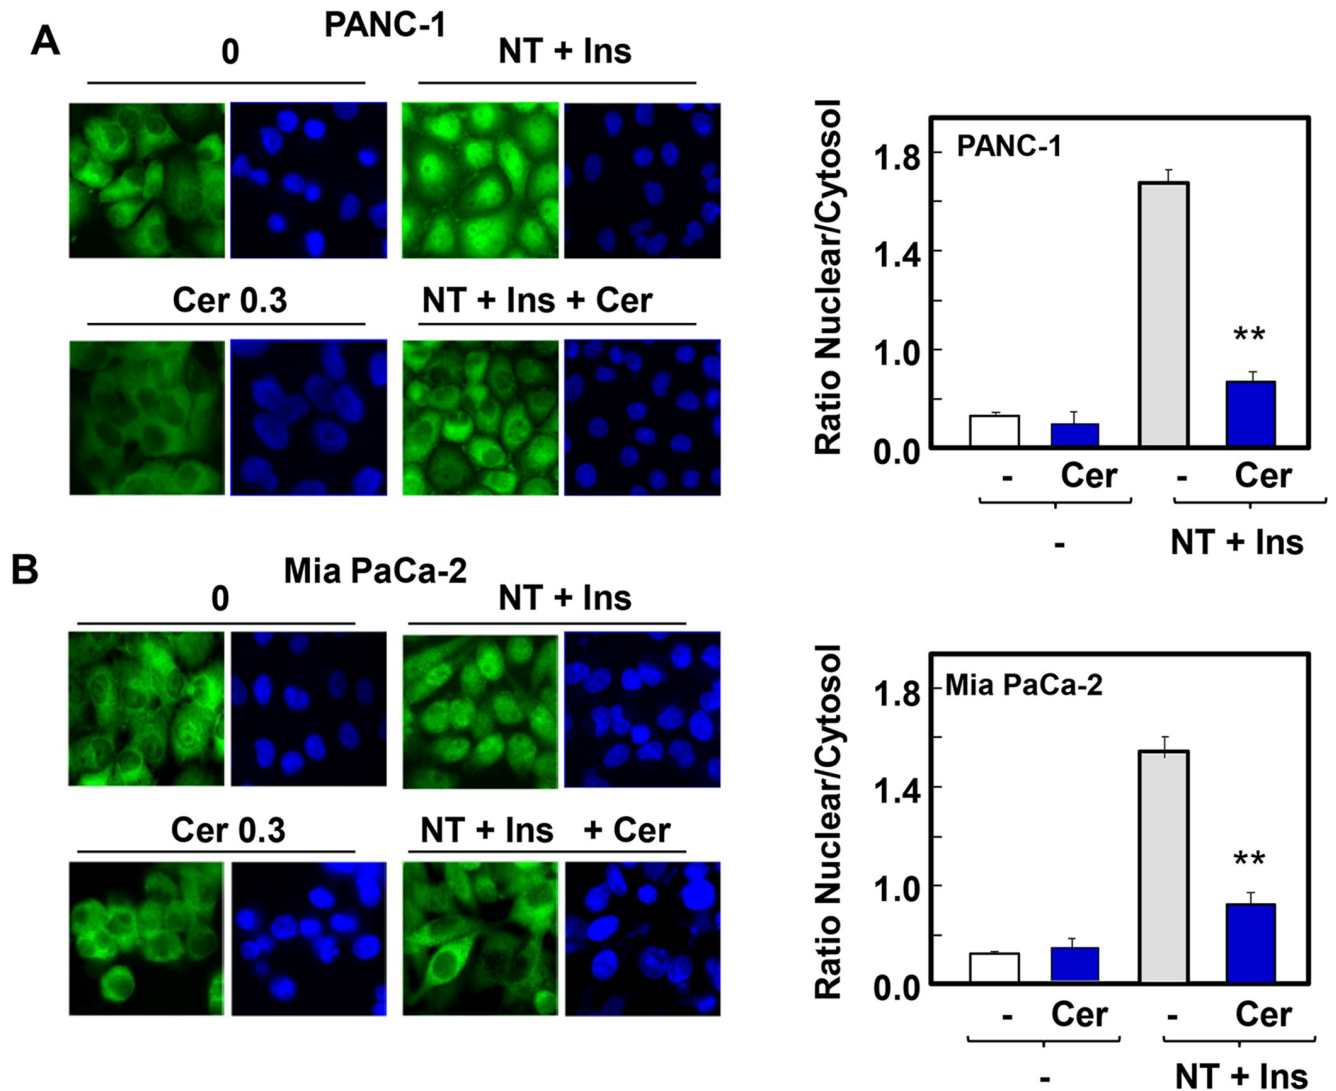 A
PANC-1
0
NT + Ins
Cer 0.3
NT + Ins + Cer
Ratio Nuclear/Cytosol
PANC-1
1.8
1.4
1.0
0.0
**
- Cer - Cer
- NT + Ins
B
Mia PaCa-2
0
NT + Ins
Cer 0.3
NT + Ins + Cer
Ratio Nuclear/Cytosol
Mia PaCa-2
1.8
1.4
1.0
0.0
**
- Cer - Cer
- NT + Ins